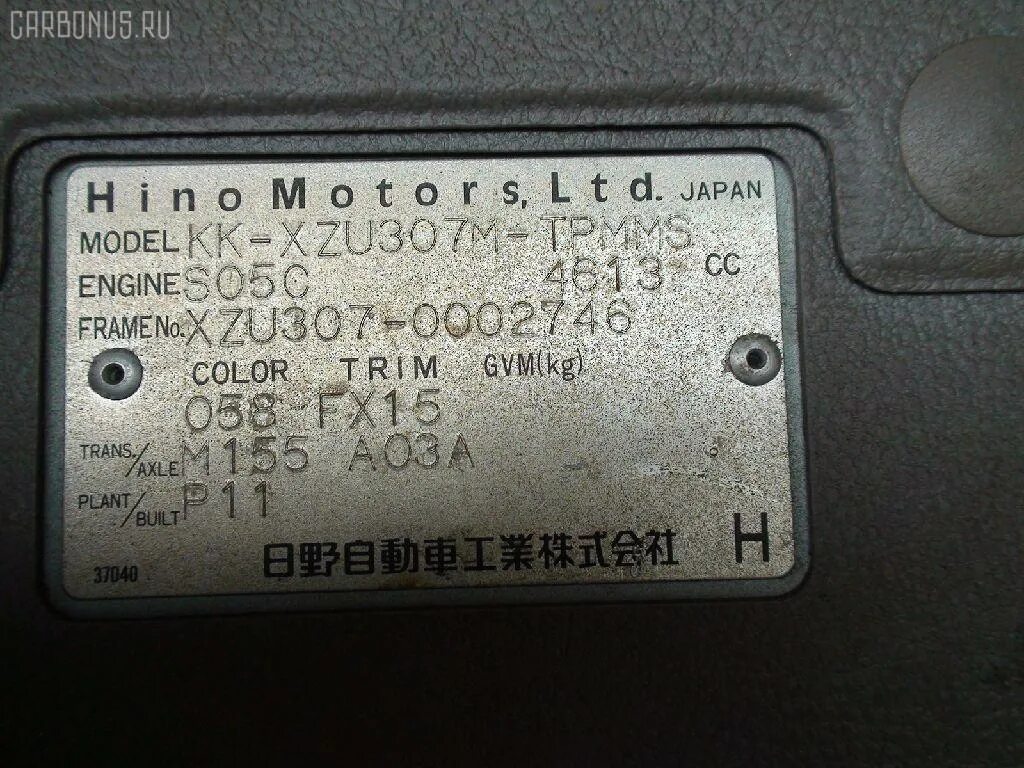 CARBONUS.RU
Hino Motors, Ltd. JAPAN
MODEL KK-XZU307M-TPMMS
ENGINE S05C 4613 CC
FRAME No. XZU307-0002746
COLOR TRIM GVM(kg)
058 FX15
TRANS./AXLE M155 A03A
PLANT/BUILT P11
日野自動車工業株式会社 H
37040